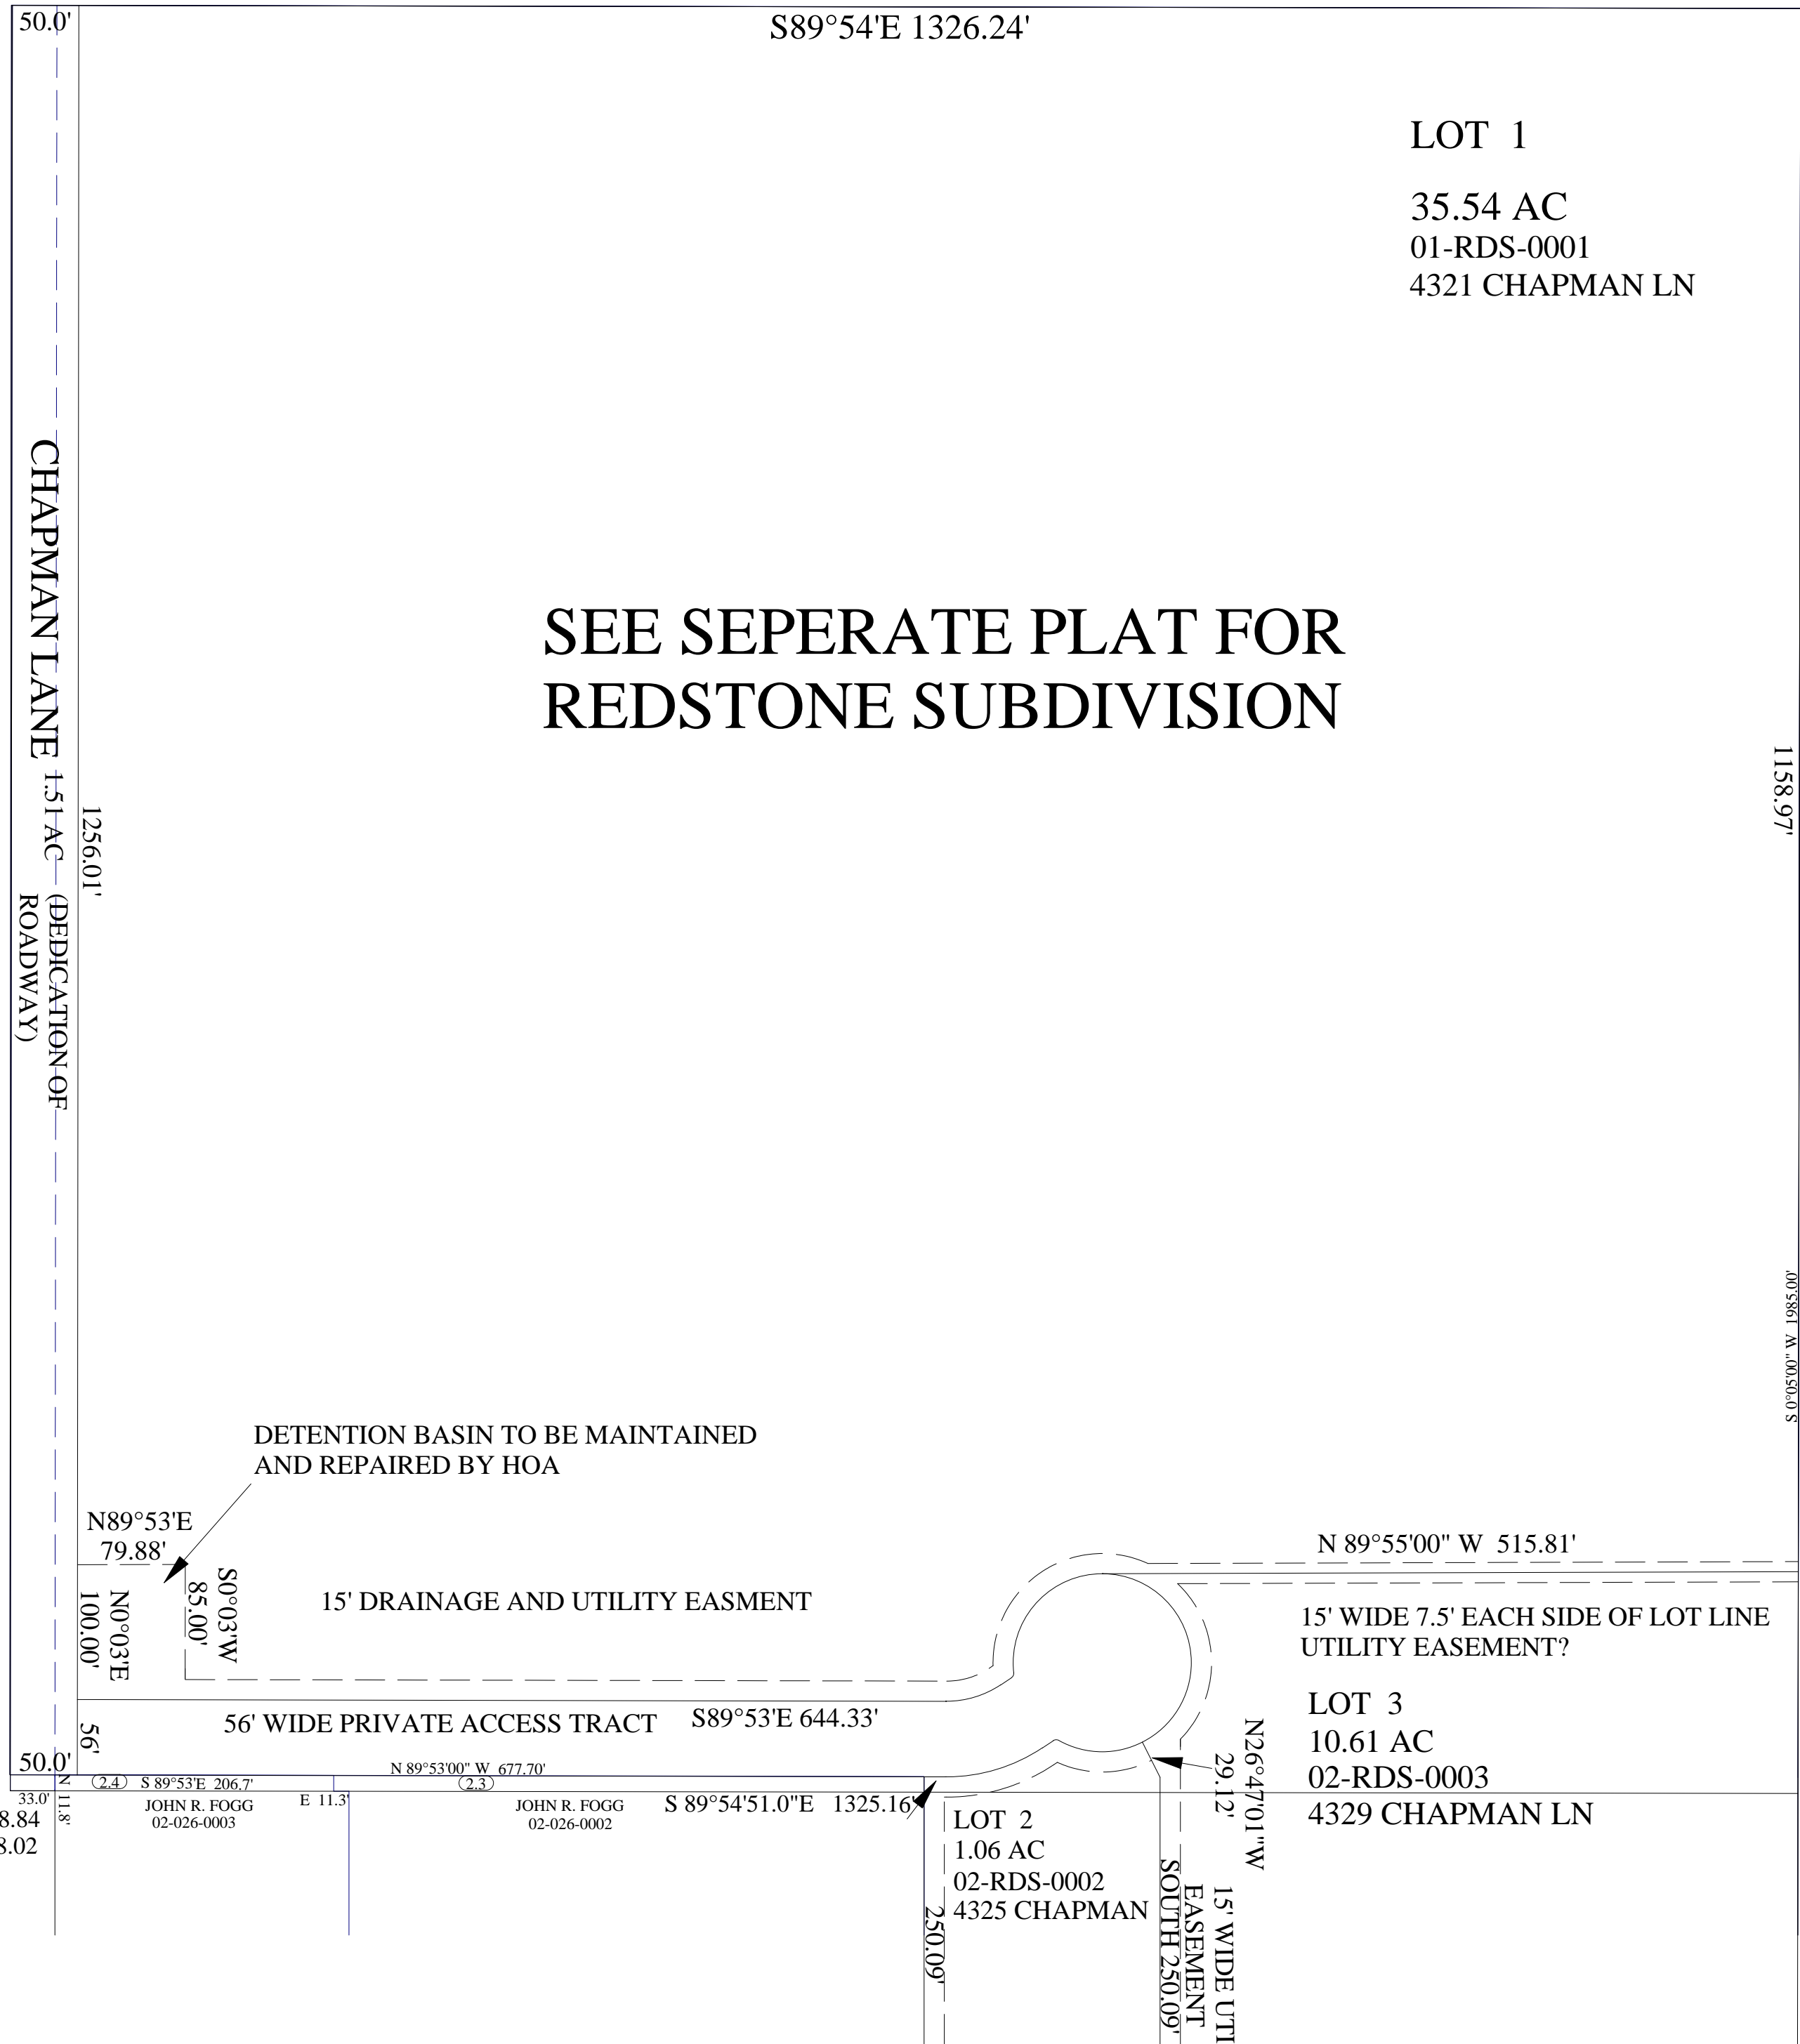 50.0'
S89°54'E 1326.24'
LOT 1
35.54 AC
01-RDS-0001
4321 CHAPMAN LN
CHAPMAN LANE 1.51 AC (DEDICATION OF
ROADWAY)
SEE SEPERATE PLAT FOR
REDSTONE SUBDIVISION
1256.01'
1158.97'
S 0°05'00" W 1985.00'
DETENTION BASIN TO BE MAINTAINED
AND REPAIRED BY HOA
N89°53'E
79.88'
N0°03'E
100.00'
S0°03'W
85.00'
15' DRAINAGE AND UTILITY EASMENT
N 89°55'00" W 515.81'
15' WIDE 7.5' EACH SIDE OF LOT LINE
UTILITY EASEMENT?
LOT 3
10.61 AC
02-RDS-0003
4329 CHAPMAN LN
56' WIDE PRIVATE ACCESS TRACT
S89°53'E 644.33'
56'
50.0'
N 11.8'
2.4
S 89°53'E 206.7'
N 89°53'00" W 677.70'
2.3
33.0'
8.84
8.02
JOHN R. FOGG
02-026-0003
E 11.3'
JOHN R. FOGG
02-026-0002
S 89°54'51.0"E 1325.16'
N26°47'01"W
29.12'
LOT 2
1.06 AC
02-RDS-0002
4325 CHAPMAN
250.09'
SOUTH 250.09'
15' WIDE UTI
EASEMENT